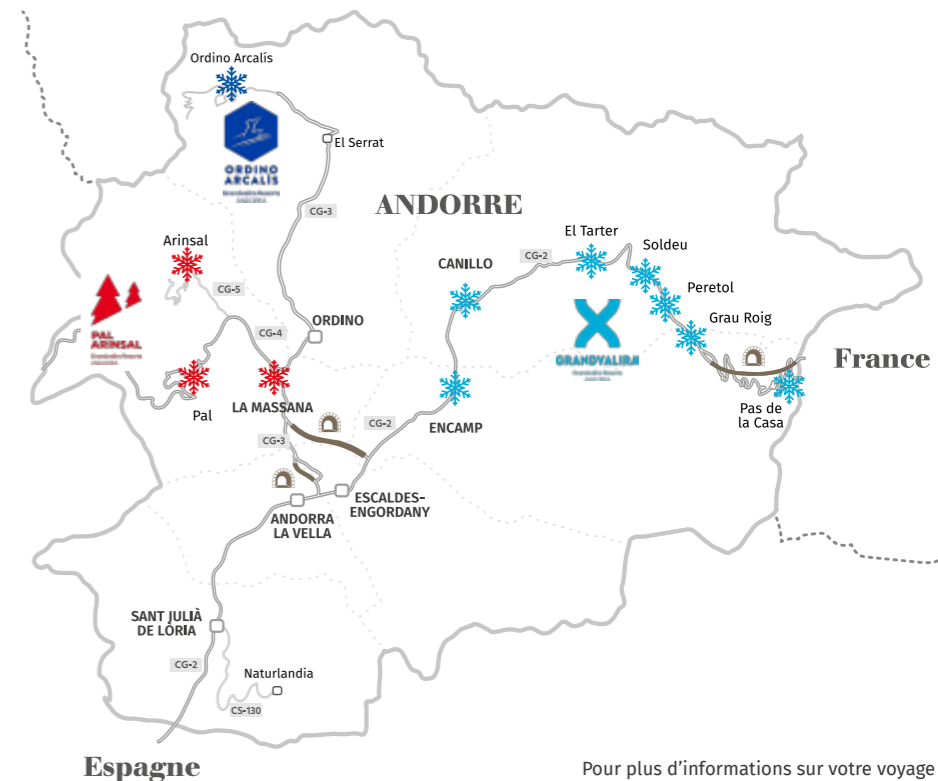 Ordino Arcalís
ORDINO
ARCALÍS
El Serrat
CG-3
ANDORRE
Arinsal
El Tarter
Soldeu
CG-2
CANILLO
Peretol
CG-5
PAL
ARINSAL
CG-4
ORDINO
Grau Roig
GRANDVALIRA
France
Pal
LA MASSANA
Pas de
la Casa
CG-2
ENCAMP
CG-3
ESCALDES-
ENGORDANY
ANDORRA
LA VELLA
SANT JULIÀ
DE LÒRIA
CG-2
Naturlandia
CS-130
Espagne
Pour plus d'informations sur votre voyage